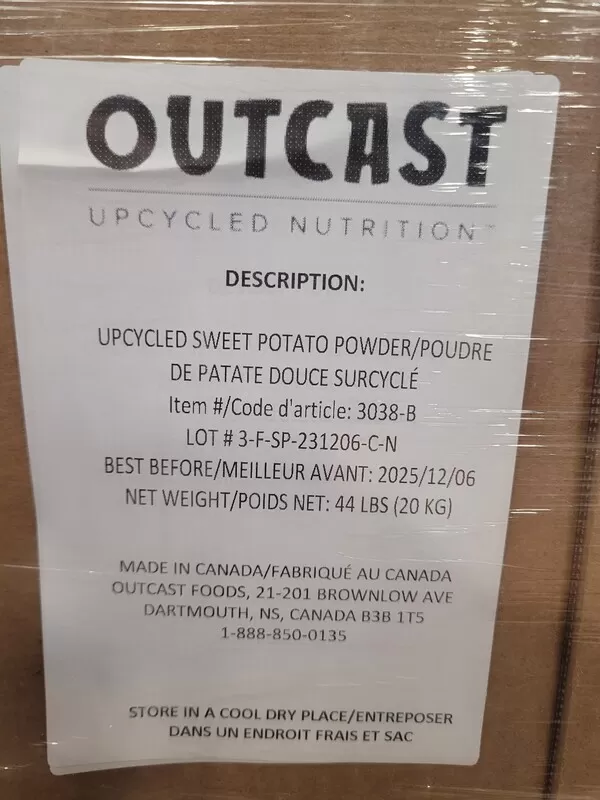 OUTCAST
UPCYCLED NUTRITION™
DESCRIPTION:
UPCYCLED SWEET POTATO POWDER/POUDRE
DE PATATE DOUCE SURCYCLÉ
Item #/Code d'article: 3038-B
LOT # 3-F-SP-231206-C-N
BEST BEFORE/MEILLEUR AVANT: 2025/12/06
NET WEIGHT/POIDS NET: 44 LBS (20 KG)
MADE IN CANADA/FABRIQUÉ AU CANADA
OUTCAST FOODS, 21-201 BROWNLOW AVE
DARTMOUTH, NS, CANADA B3B 1T5
1-888-850-0135
STORE IN A COOL DRY PLACE/ENTREPOSER
DANS UN ENDROIT FRAIS ET SAC